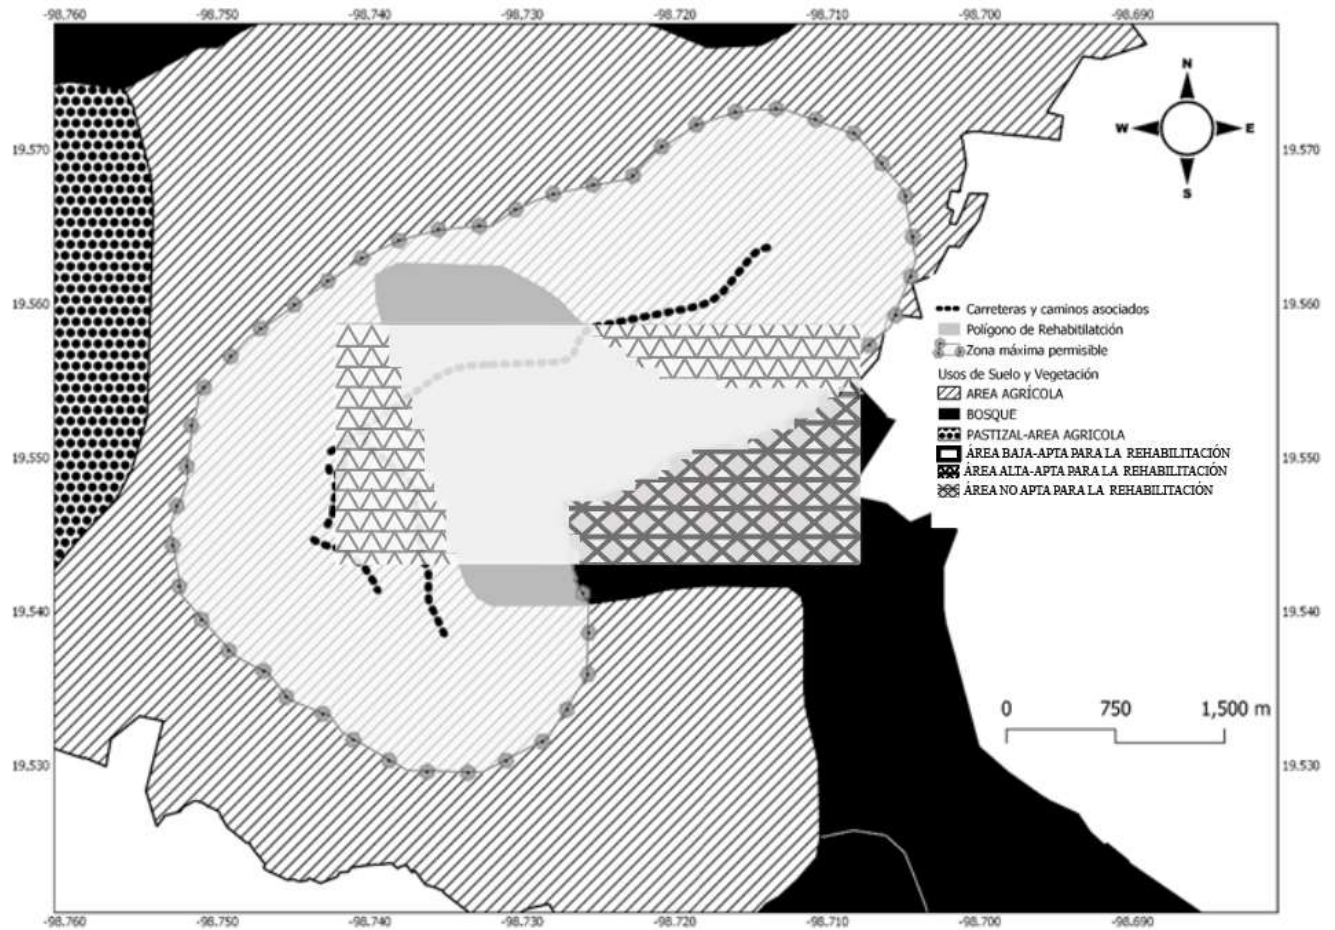 -98.760 -98.750 -98.740 -98.730 -98.720 -98.710 -98.700 -98.690
N
W E
S
19.570 19.570
19.560 19.560
Carreteras y caminos asociados
Polígono de Rehabitilatción
Zona máxima permisible
Usos de Suelo y Vegetación
AREA AGRÍCOLA
BOSQUE
PASTIZAL-AREA AGRICOLA
ÁREA BAJA-APTA PARA LA REHABILITACIÓN
19.550 19.550
ÁREA ALTA-APTA PARA LA REHABILITACIÓN
ÁREA NO APTA PARA LA REHABILITACIÓN
19.540 19.540
0 750 1,500 m
19.530 19.530
-98.760 -98.750 -98.740 -98.730 -98.720 -98.710 -98.700 -98.690